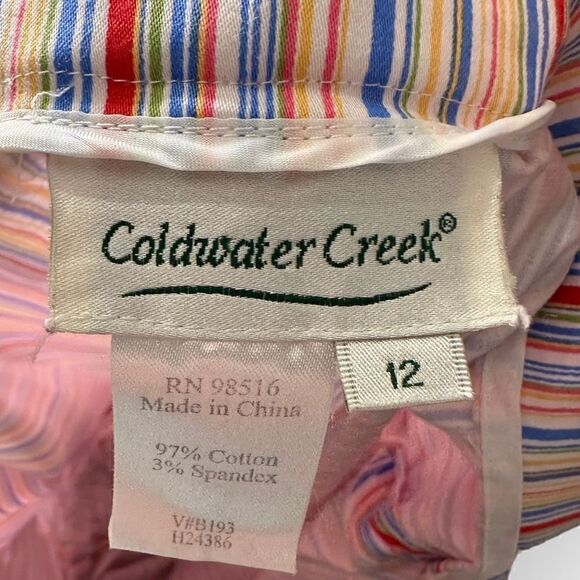 Coldwater Creek®
12
RN 98516
Made in China
97% Cotton
3% Spandex
V#B193
H24386